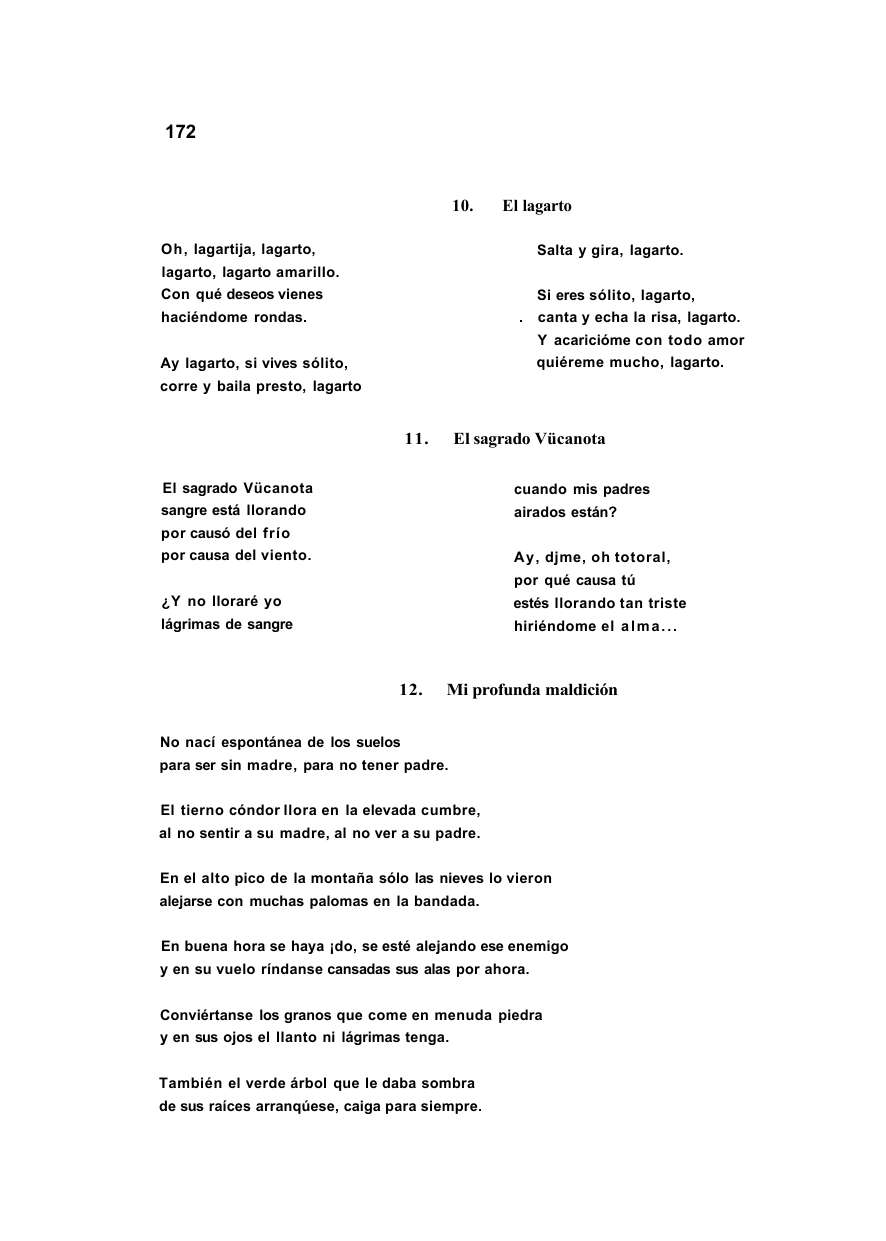 172
10. El lagarto
Oh, lagartija, lagarto,
lagarto, lagarto amarillo.
Con qué deseos vienes
haciéndome rondas.
Ay lagarto, si vives sólito,
corre y baila presto, lagarto
Salta y gira, lagarto.
Si eres sólito, lagarto,
. canta y echa la risa, lagarto.
Y acaricióme con todo amor
quiéreme mucho, lagarto.
11. El sagrado Vücanota
El sagrado Vücanota
sangre está llorando
por causó del frío
por causa del viento.
¿Y no lloraré yo
lágrimas de sangre
cuando mis padres
airados están?
Ay, djme, oh totoral,
por qué causa tú
estés llorando tan triste
hiriéndome el alma...
12. Mi profunda maldición
No nací espontánea de los suelos
para ser sin madre, para no tener padre.
El tierno cóndor llora en la elevada cumbre,
al no sentir a su madre, al no ver a su padre.
En el alto pico de la montaña sólo las nieves lo vieron
alejarse con muchas palomas en la bandada.
En buena hora se haya ¡do, se esté alejando ese enemigo
y en su vuelo ríndanse cansadas sus alas por ahora.
Conviértanse los granos que come en menuda piedra
y en sus ojos el llanto ni lágrimas tenga.
También el verde árbol que le daba sombra
de sus raíces arranqúese, caiga para siempre.